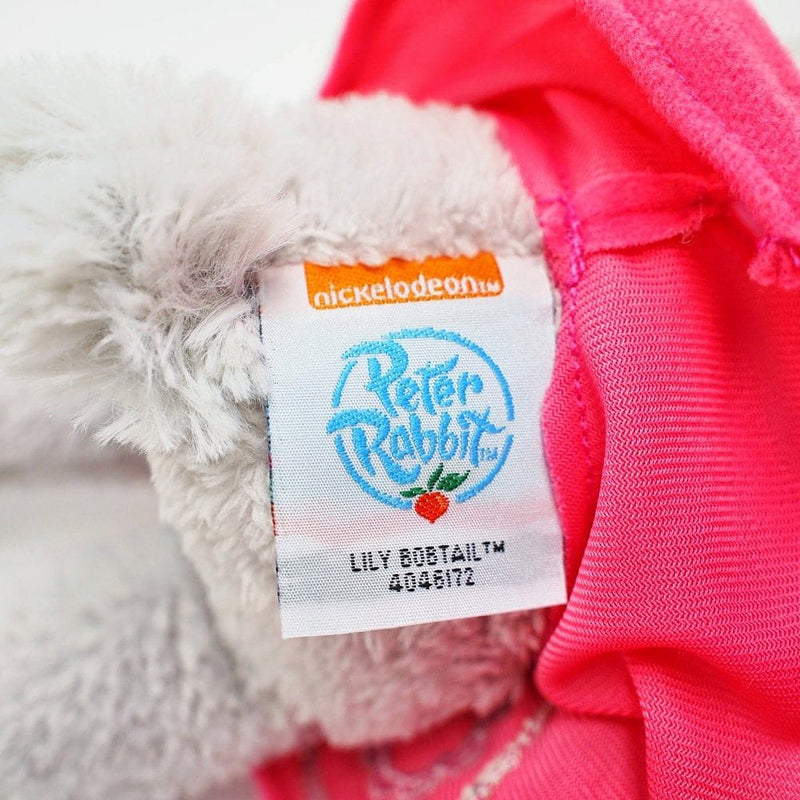 nickelodeon™
Peter
Rabbit™
LILY BOBTAIL™
4046172